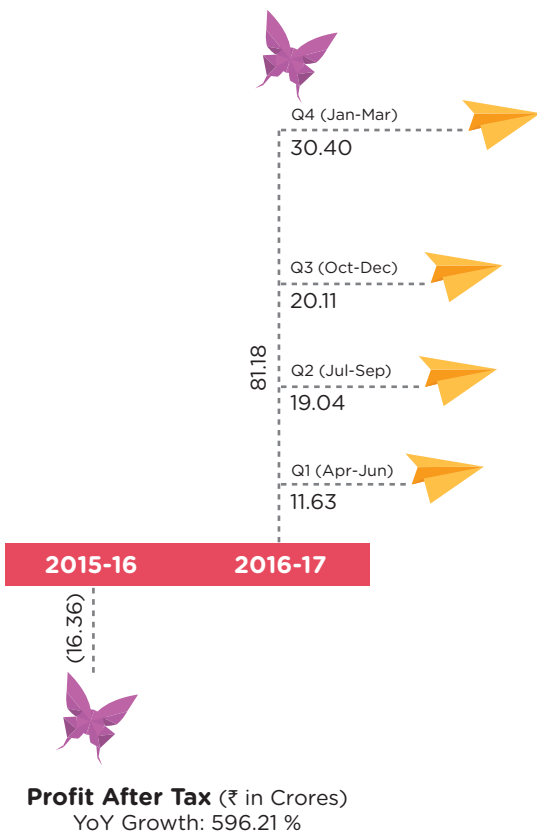 Q4 (Jan-Mar)
30.40
Q3 (Oct-Dec)
20.11
81.18
Q2 (Jul-Sep)
19.04
Q1 (Apr-Jun)
11.63
2015-16 2016-17
(16.36)
Profit After Tax (₹ in Crores)
YoY Growth: 596.21 %